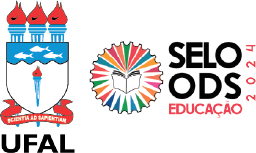 SCIENTIA AD SAPIENTIAM
UFAL
SELO
ODS
EDUCAÇÃO
2024